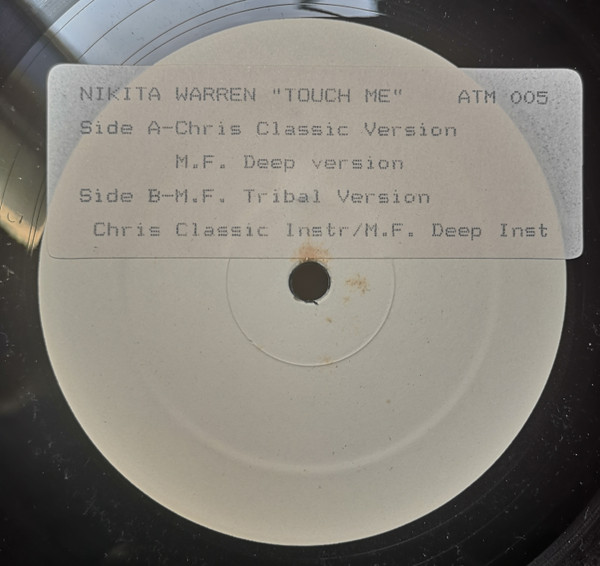 NIKITA WARREN "TOUCH ME" ATM 005
Side A-Chris Classic Version
M.F. Deep version
Side B-M.F. Tribal Version
Chris Classic Instr/M.F. Deep Inst